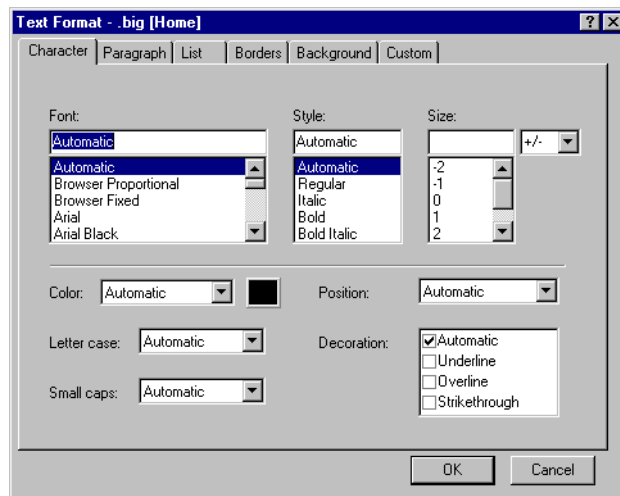 Text Format - .big [Home]
Character Paragraph List Borders Background Custom
Font: Style: Size:
Automatic Automatic +/-
Automatic Automatic -2
Browser Proportional Regular -1
Browser Fixed Italic 0
Arial Bold 1
Arial Black Bold Italic 2
Color: Automatic Position: Automatic
Letter case: Automatic Decoration: Automatic
Underline
Overline
Small caps: Automatic Strikethrough
OK Cancel